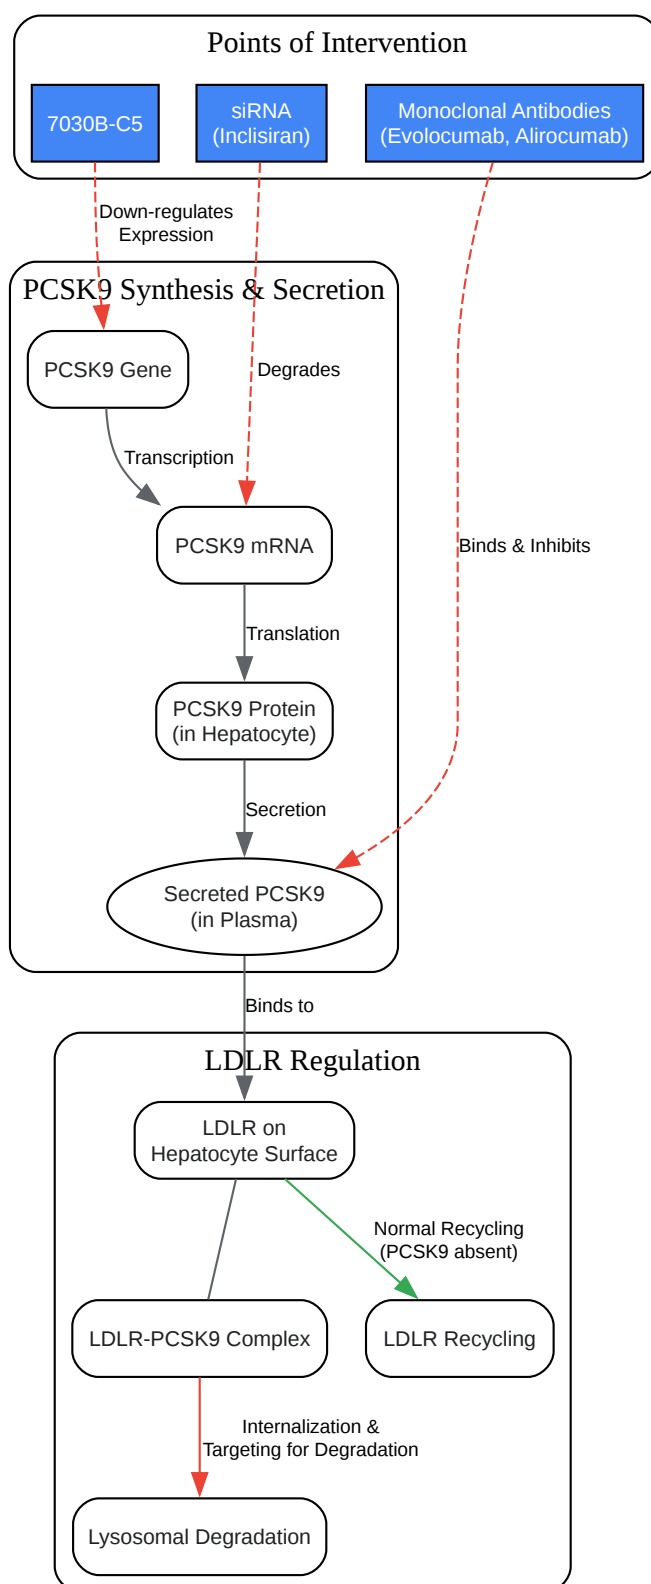 Points of Intervention
7030B-C5
siRNA
(Inclisiran)
Monoclonal Antibodies
(Evolocumab, Alirocumab)
Down-regulates
Expression
PCSK9 Synthesis & Secretion
PCSK9 Gene
Degrades
Transcription
PCSK9 mRNA
Binds & Inhibits
Translation
PCSK9 Protein
(in Hepatocyte)
Secretion
Secreted PCSK9
(in Plasma)
Binds to
LDLR Regulation
LDLR on
Hepatocyte Surface
Normal Recycling
(PCSK9 absent)
LDLR-PCSK9 Complex
LDLR Recycling
Internalization &
Targeting for Degradation
Lysosomal Degradation